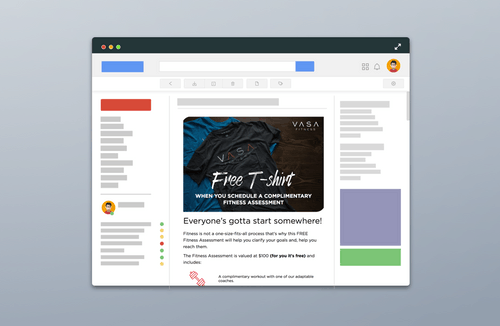 VASA
FITNESS
VASA
Free T-shirt
WHEN YOU SCHEDULE A COMPLIMENTARY
FITNESS ASSESSMENT
Everyone's gotta start somewhere!
Fitness is not a one-size-fits-all process that's why this FREE
Fitness Assessment will help you clarify your goals and, help you
reach them.
The Fitness Assessment is valued at $100 (for you it's free) and
includes:
A complimentary workout with one of our adaptable
coaches